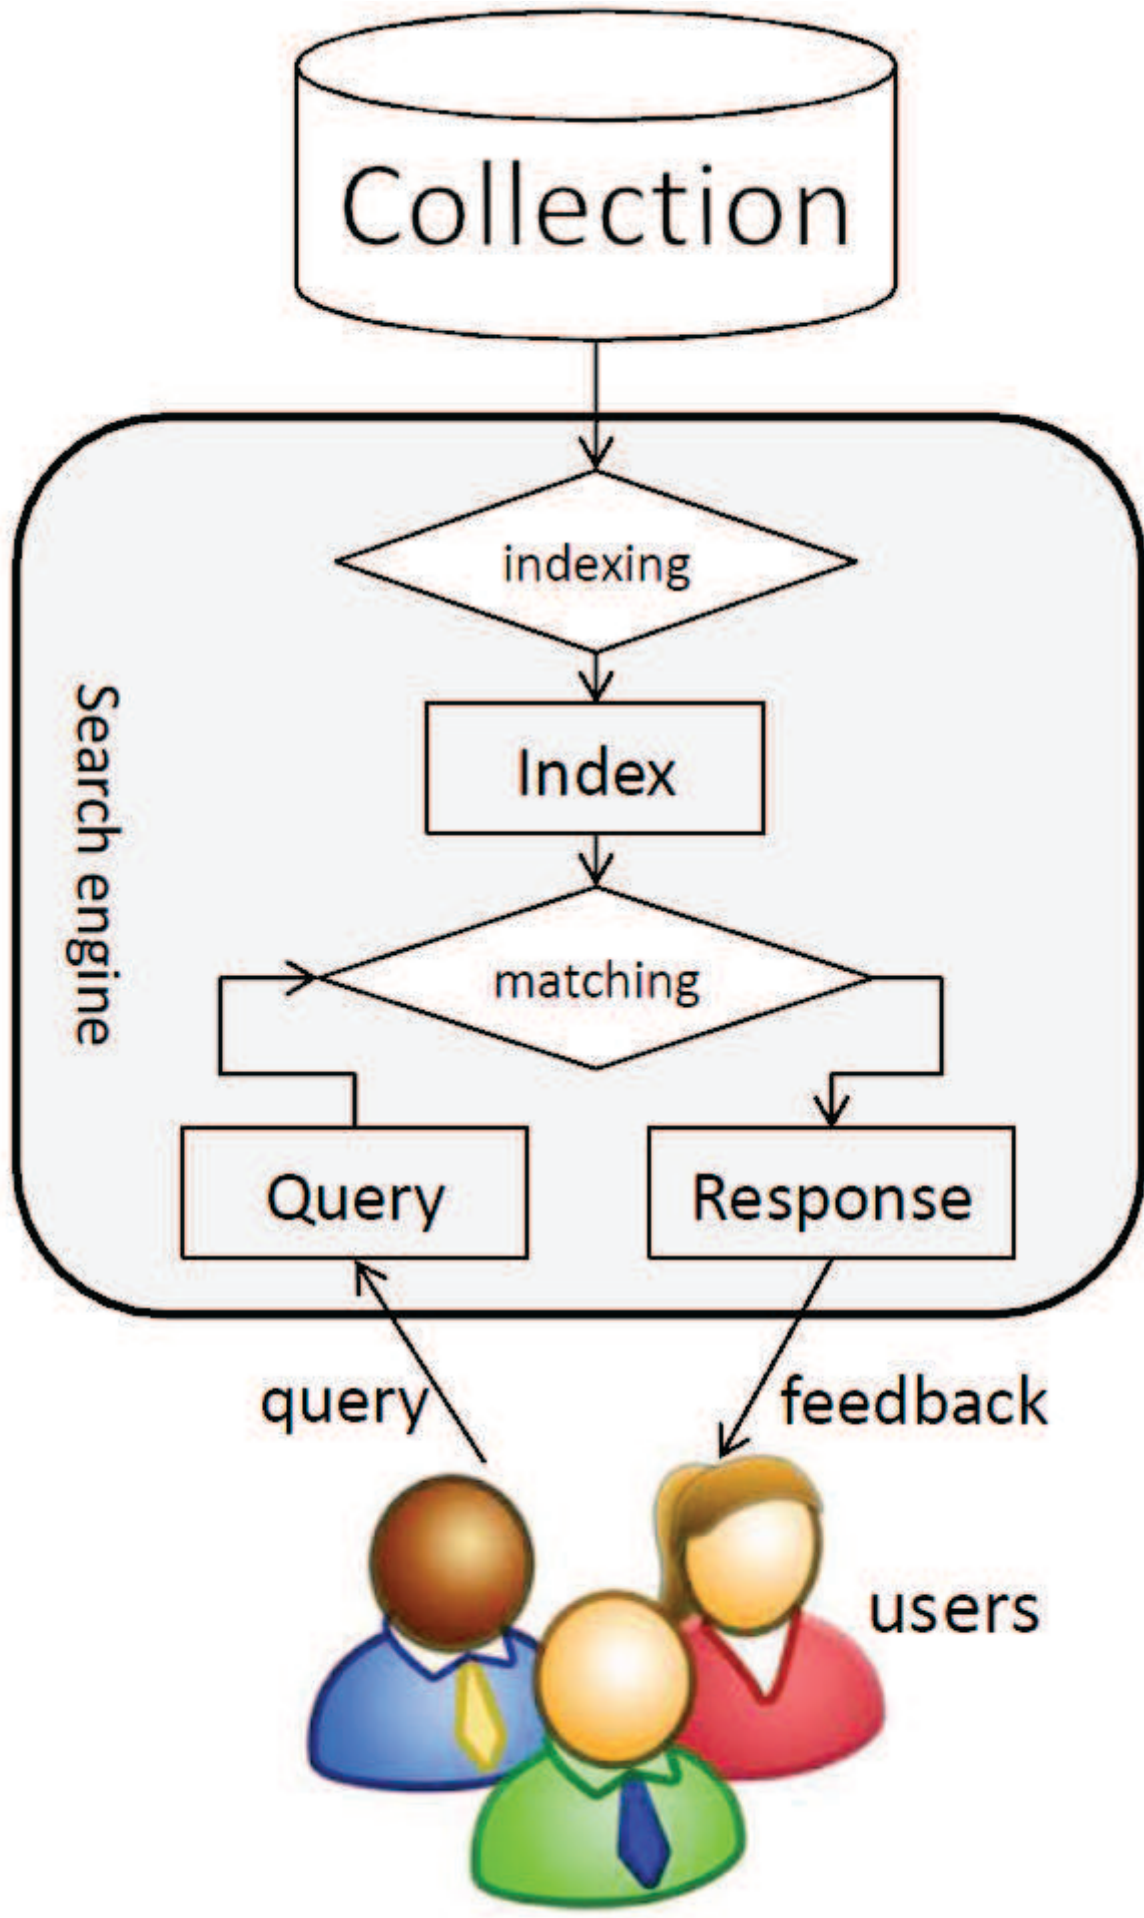 Collection
indexing
Index
Search engine
matching
Query
Response
query
feedback
users